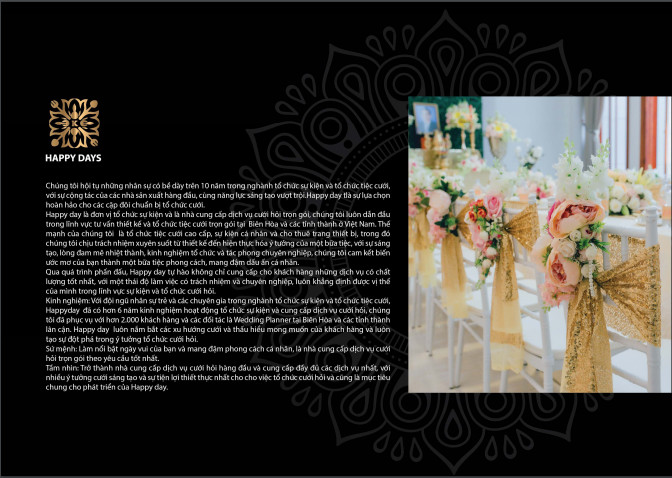 HAPPY DAYS
Chúng tôi hội tụ những nhân sự có bề dày trên 10 năm trong nghành tổ chức sự kiện và tổ chức tiệc cưới,
với sự cộng tác của các nhà sản xuất hàng đầu, cùng năng lực sáng tạo vượt trội.Happy day tlà sự lựa chọn
hoàn hảo cho các cặp đôi chuẩn bị tổ chức cưới.
Happy day là đơn vị tổ chức sự kiện và là nhà cung cấp dịch vụ cưới hỏi trọn gói, chúng tôi luôn dẫn đầu
trong lĩnh vực tư vấn thiết kế và tổ chức tiệc cưới trọn gói tại Biên Hòa và các tỉnh thành ở Việt Nam. Thế
mạnh của chúng tôi là tổ chức tiệc cưới cao cấp, sự kiện cá nhân và cho thuê trang thiết bị, trong đó
chúng tôi chịu trách nhiệm xuyên suốt từ thiết kế đến hiện thực hóa ý tưởng của một bữa tiệc, với sự sáng
tạo, lòng đam mê nhiệt thành, kinh nghiệm tổ chức và tác phong chuyên nghiệp, chúng tôi cam kết biến
ước mơ của bạn thành một bữa tiệc phong cách, mang đậm dấu ấn cá nhân.
Qua quá trình phấn đấu, Happy day tự hào không chỉ cung cấp cho khách hàng những dịch vụ có chất
lượng tốt nhất, với một thái độ làm việc có trách nhiệm và chuyên nghiệp, luôn khẳng định được vị thế
của mình trong lĩnh vực sự kiện và tổ chức cưới hỏi.
Kinh nghiệm: Với đội ngũ nhân sự trẻ và các chuyên gia trong nghành tổ chức sự kiện và tổ chức tiệc cưới,
Happyday đã có hơn 6 năm kinh nghiệm hoạt động tổ chức sự kiện và cung cấp dịch vụ cưới hỏi, chúng
tôi đã phục vụ với hơn 2.000 khách hàng và các đối tác là Wedding Planner tại Biên Hòa và các tỉnh thành
lân cận. Happy day luôn nắm bắt các xu hướng cưới và thấu hiểu mong muốn của khách hàng và luôn
tạo sự đột phá trong ý tưởng tổ chức cưới hỏi.
Sứ mệnh: Làm nổi bật ngày vui của bạn và mang đậm phong cách cá nhân, là nhà cung cấp dịch vụ cưới
hỏi trọn gói theo yêu cầu tốt nhất.
Tầm nhìn: Trở thành nhà cung cấp dịch vụ cưới hỏi hàng đầu và cung cấp đầy đủ các dịch vụ nhất, với
nhiều ý tưởng cưới sáng tạo và sự tiện lợi thiết thực nhất cho cho việc tổ chức cưới hỏi và cũng là mục tiêu
chung cho phát triển của Happy day.